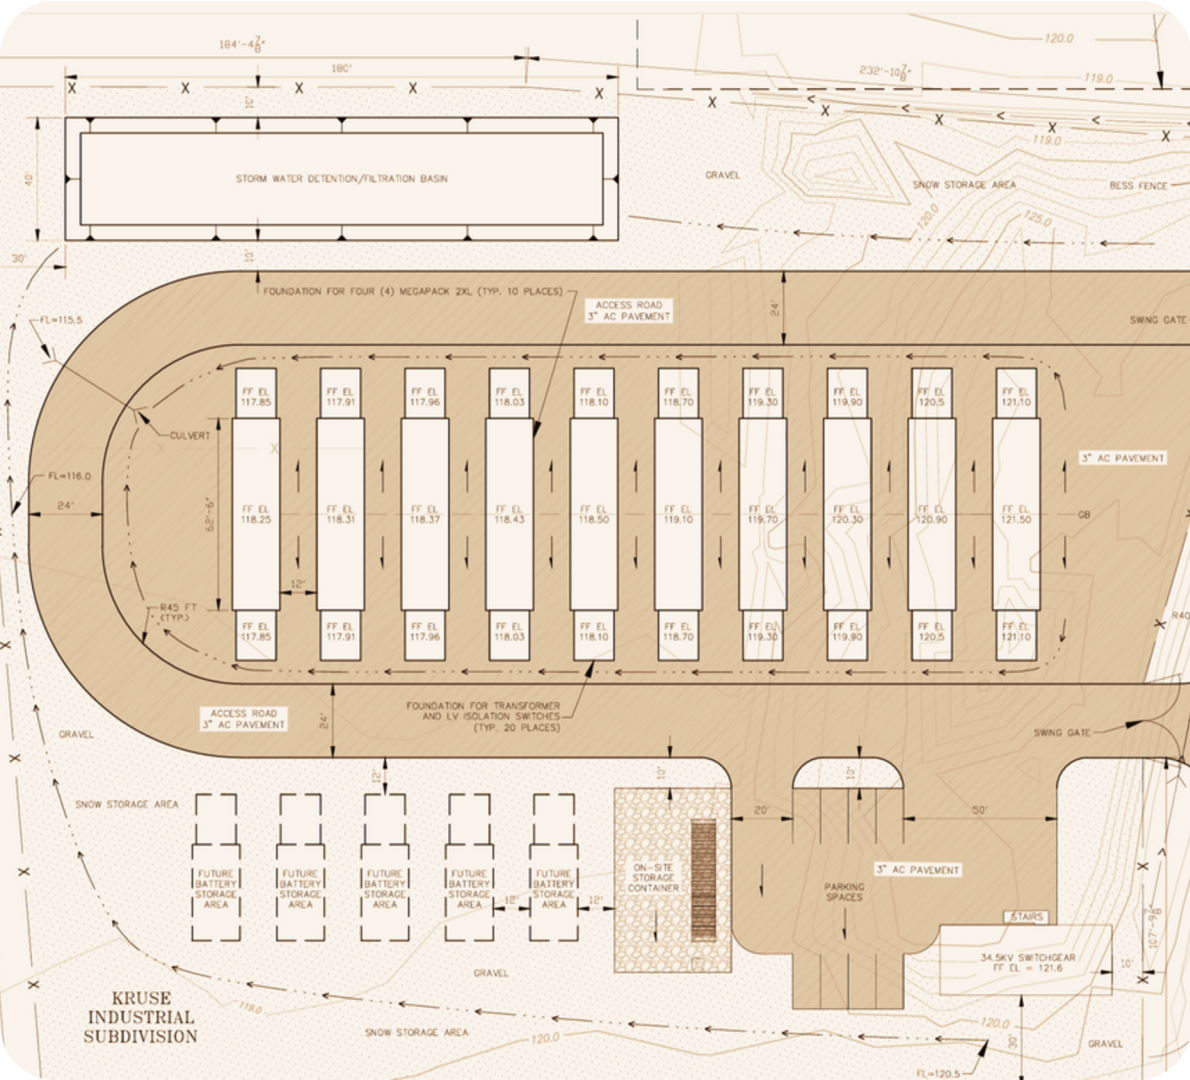 120.0
184'-4 7/8"
180'
232'-10 7/8"
119.0
X X X X X X X X X X
10'
119.0
40'
STORM WATER DETENTION/FILTRATION BASIN
GRAVEL
SNOW STORAGE AREA
BESS FENCE
120.0
125.0
30'
10'
FOUNDATION FOR FOUR (4) MEGAPACK 2XL (TYP. 10 PLACES)
ACCESS ROAD
3" AC PAVEMENT
24'
FL=115.5
SWING GATE
FF EL
117.85
FF EL
117.91
FF EL
117.96
FF EL
118.03
FF EL
118.10
FF EL
118.70
FF EL
119.30
FF EL
119.90
FF EL
120.5
FF EL
121.10
CULVERT
X X
3" AC PAVEMENT
FL=116.0
24'
62'-6"
FF EL
118.25
FF EL
118.31
FF EL
118.37
FF EL
118.43
FF EL
118.50
FF EL
119.10
FF EL
119.70
FF EL
120.30
FF EL
120.90
FF EL
121.50
GB
12'
R45 FT
(TYP.)
R40
FF EL
117.85
FF EL
117.91
FF EL
117.96
FF EL
118.03
FF EL
118.10
FF EL
118.70
FF EL
119.30
FF EL
119.90
FF EL
120.5
FF EL
121.10
X
X
ACCESS ROAD
3" AC PAVEMENT
24'
FOUNDATION FOR TRANSFORMER
AND LV ISOLATION SWITCHES
(TYP. 20 PLACES)
GRAVEL
SWING GATE
X
12'
10'
10'
SNOW STORAGE AREA
20'
50'
FUTURE
BATTERY
STORAGE
AREA
FUTURE
BATTERY
STORAGE
AREA
FUTURE
BATTERY
STORAGE
AREA
FUTURE
BATTERY
STORAGE
AREA
FUTURE
BATTERY
STORAGE
AREA
12'
12'
ON-SITE
STORAGE
CONTAINER
3" AC PAVEMENT
PARKING
SPACES
X
X
STAIRS
34.5KV SWITCHGEAR
FF EL = 121.6
10'
X
GRAVEL
X
KRUSE
INDUSTRIAL
SUBDIVISION
119.0
SNOW STORAGE AREA
120.0
120.0
30'
GRAVEL
FL=120.5